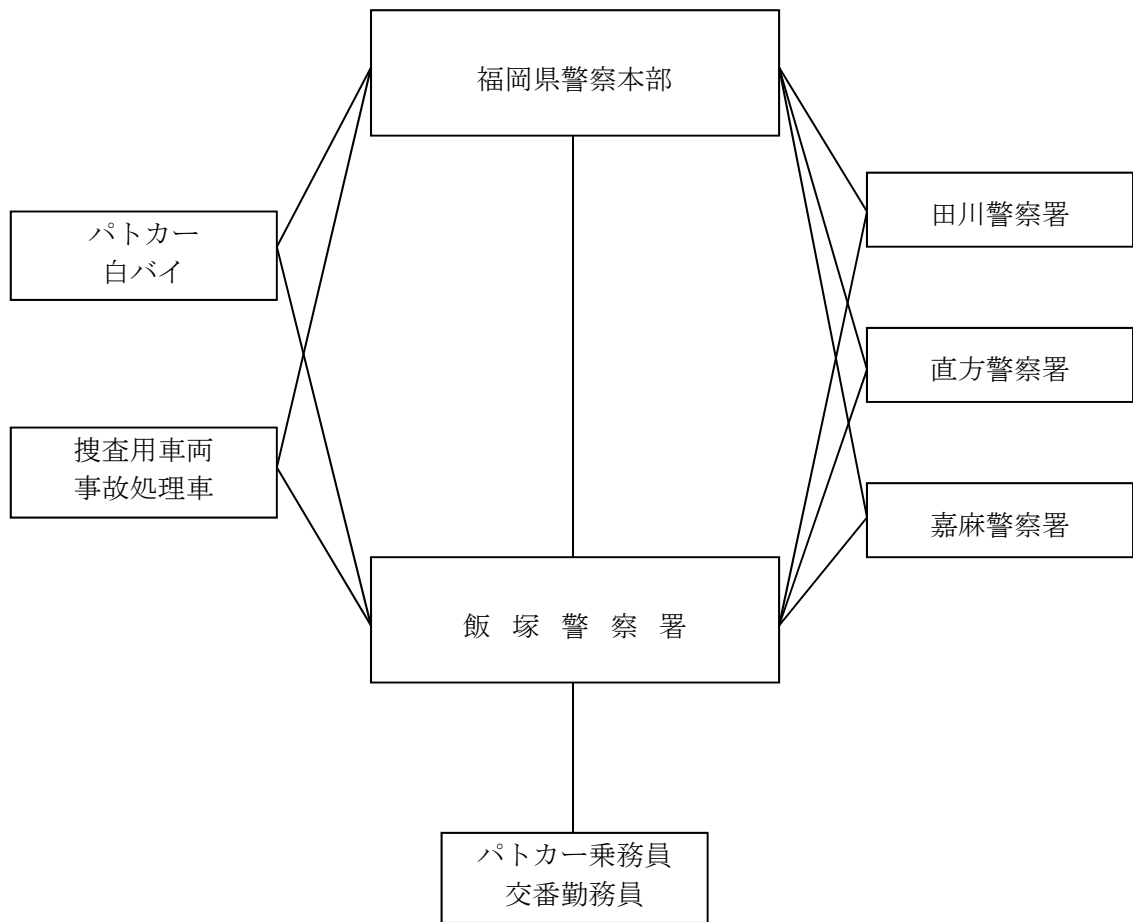 福岡県警察本部
田川警察署
パトカー
白バイ
直方警察署
捜査用車両
事故処理車
嘉麻警察署
飯塚警察署
パトカー乗務員
交番勤務員